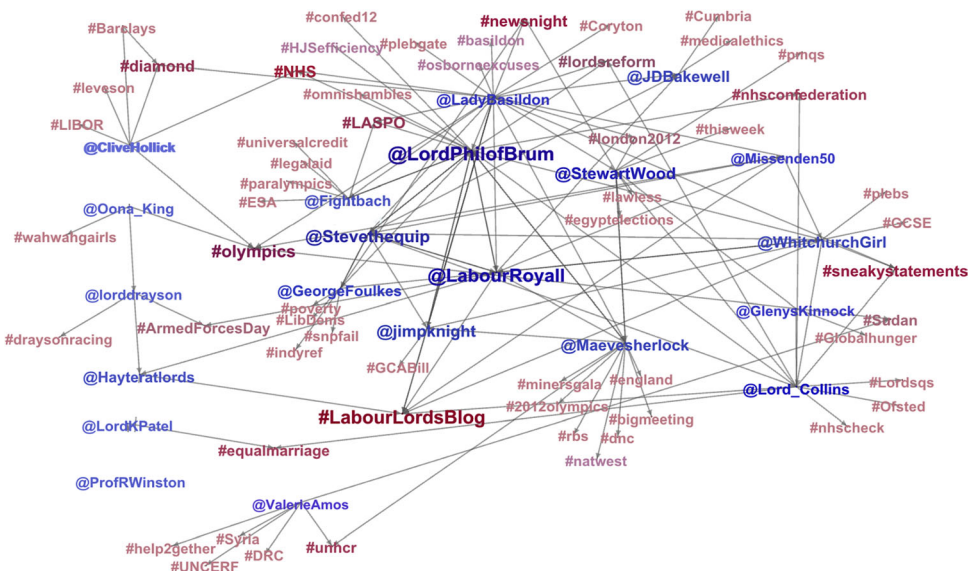 #confed12
#newsnight
#Cumbria
#Barclays
#Coryton
#HJSefficiency
#plebgate
#basildon
#medialethics
#pmqs
#diamond
#NHS
#osborneexcuses
#lordsreform
@JDBakewell
#leveson
#omnishambles
@LadyBasildon
#nhsconfederation
#LIBOR
#LASPO
#thisweek
@CliveHollick
#universalcredit
#london2012
#legalaid
@LordPhilofBrum
@Missenden50
#paralympics
@StewartWood
#ESA
@Fightbach
#lawless
#plebs
@Oona_King
#egyptelections
#GCSE
#wahwangairls
@Stevethequip
@WhitchurchGirl
#olympics
@LabourRoyall
#sneakystatements
@lorddrayson
@GeorgeFoulkes
#poverty
@GlenysKinnock
#ArmedForcesDay
#LibDems
#Sudan
#draysonracing
#snpfail
@jimpknight
@Maevesherlock
#Globalhunger
#indyref
#GCABill
@Hayteratlords
#minersgala
#england
@Lord_Collins
#Lordsqs
#2012olympics
#Ofsted
#LabourLordsBlog
#bigmeeting
@LordKPatel
#nhscheck
#rbs
#dnc
#equalmarriage
#natwest
@ProfRWinston
@ValerieAmos
#Syria
#help2gether
#DRC
#unhcr
#UNCERF